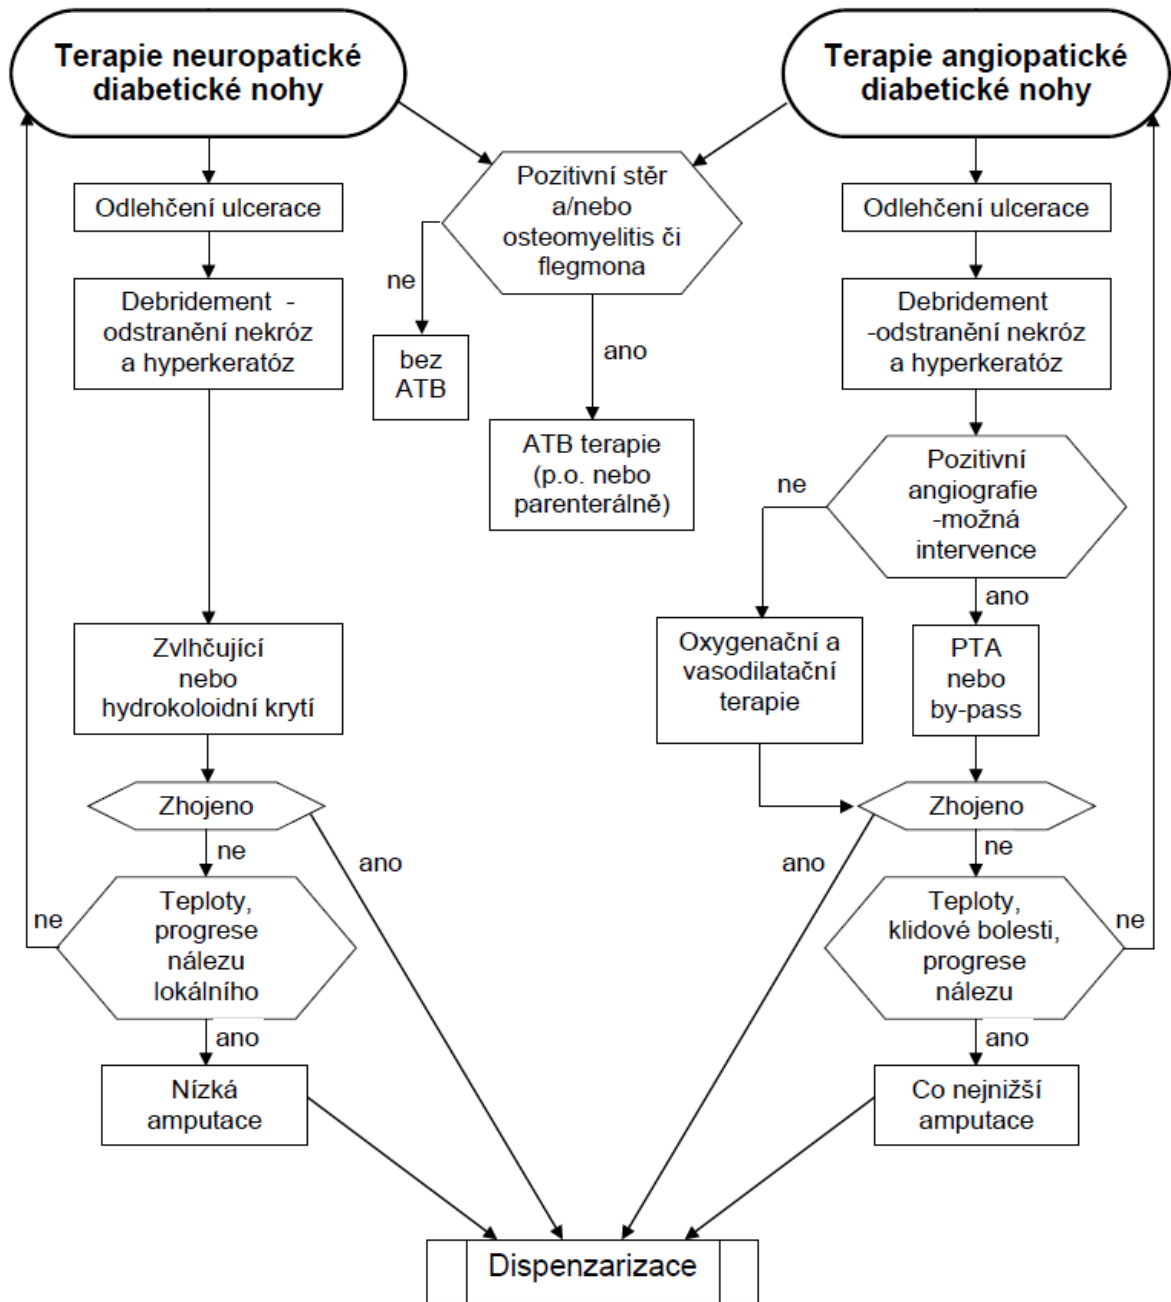 Terapie neuropatické
diabetické nohy
Terapie angiopatické
diabetické nohy
Pozitivní stěr
a/nebo
osteomyelitis či
flegmona
Odlehčení ulcerace
Odlehčení ulcerace
ne
Debridement -
odstranění nekróz
a hyperkeratóz
Debridement
-odstranění nekróz
a hyperkeratóz
bez
ATB
ano
ATB terapie
(p.o. nebo
parenterálně)
Pozitivní
angiografie
-možná
intervence
ne
ano
Zvlhčující
nebo
hydrokoloidní krytí
Oxygenační a
vasodilatační
terapie
PTA
nebo
by-pass
Zhojeno
Zhojeno
ne
ano
ano
ne
Teploty,
progrese
nálezu
lokálního
ne
Teploty,
klidové bolesti,
progrese
nálezu
ne
ano
ano
Nízká
amputace
Co nejnižší
amputace
Dispenzarizace